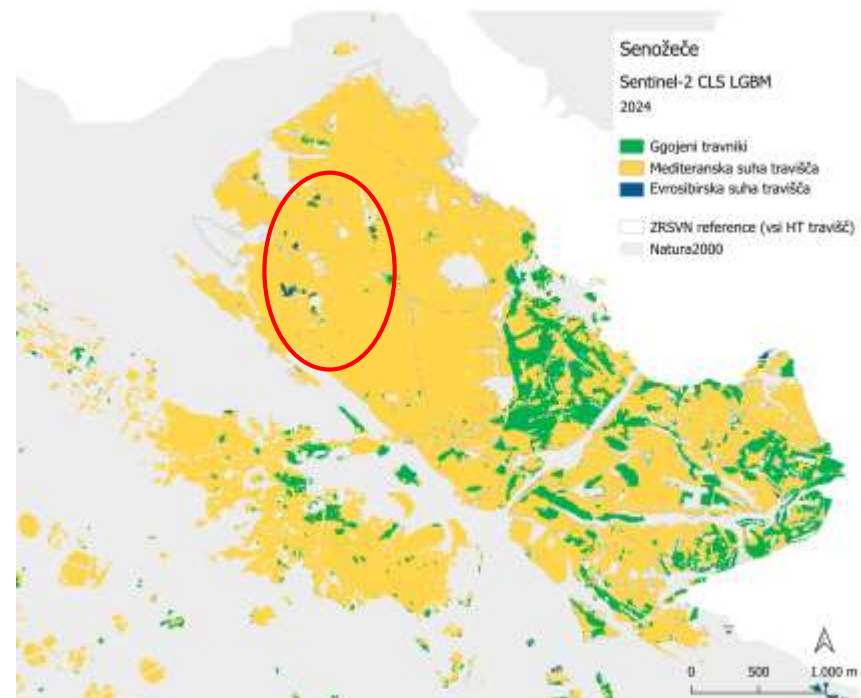 Senožeče
Sentinel-2 CLS LGBM
2024
Ggojeni travniki
Mediteranska suha travišča
Evrosibirska suha travišča
ZRSVN reference (vsi HT travišč)
Natura2000
0 500 1.000 m